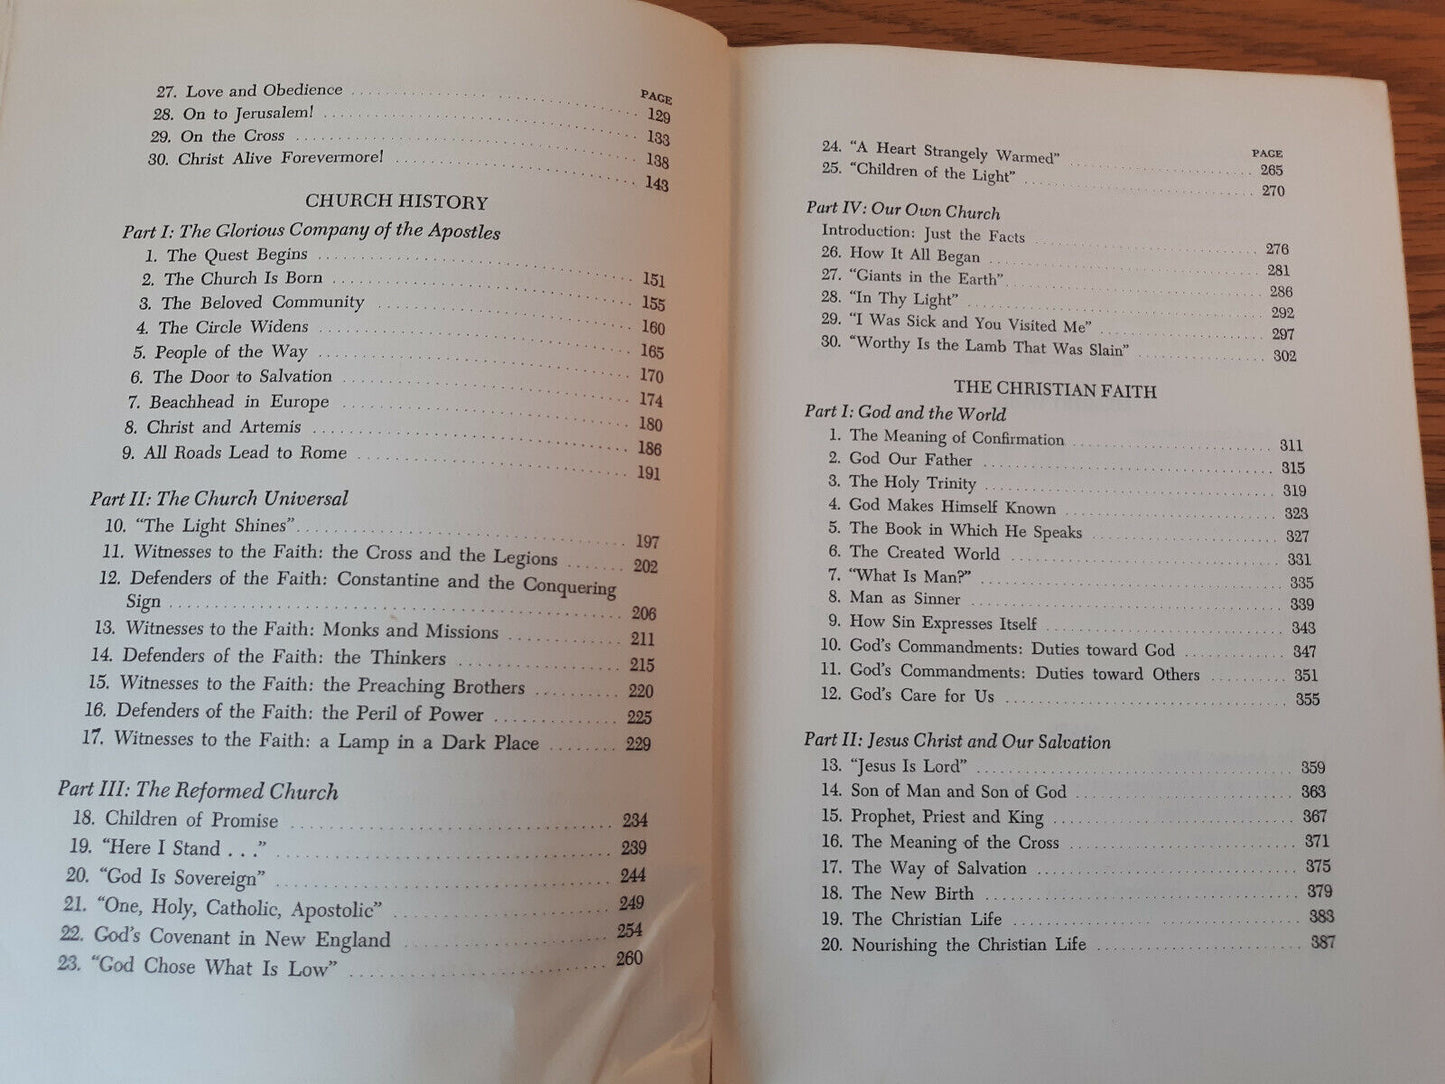 PAGE
27. Love and Obedience 129
28. On to Jerusalem! 133
29. On the Cross 138
30. Christ Alive Forevermore! 143
CHURCH HISTORY
Part I: The Glorious Company of the Apostles
1. The Quest Begins 151
2. The Church Is Born 155
3. The Beloved Community 160
4. The Circle Widens 165
5. People of the Way 170
6. The Door to Salvation 174
7. Beachhead in Europe 180
8. Christ and Artemis 186
9. All Roads Lead to Rome 191
Part II: The Church Universal
10. "The Light Shines" 197
11. Witnesses to the Faith: the Cross and the Legions 202
12. Defenders of the Faith: Constantine and the Conquering
Sign 206
13. Witnesses to the Faith: Monks and Missions 211
14. Defenders of the Faith: the Thinkers 215
15. Witnesses to the Faith: the Preaching Brothers 220
16. Defenders of the Faith: the Peril of Power 225
17. Witnesses to the Faith: a Lamp in a Dark Place 229
Part III: The Reformed Church
18. Children of Promise 234
19. "Here I Stand . . ." 239
20. "God Is Sovereign" 244
21. "One, Holy, Catholic, Apostolic" 249
22. God's Covenant in New England 254
23. "God Chose What Is Low" 260
PAGE
24. "A Heart Strangely Warmed" 265
25. "Children of the Light" 270
Part IV: Our Own Church
Introduction: Just the Facts 276
26. How It All Began 281
27. "Giants in the Earth" 286
28. "In Thy Light" 292
29. "I Was Sick and You Visited Me" 297
30. "Worthy Is the Lamb That Was Slain" 302
THE CHRISTIAN FAITH
Part I: God and the World
1. The Meaning of Confirmation 311
2. God Our Father 315
3. The Holy Trinity 319
4. God Makes Himself Known 323
5. The Book in Which He Speaks 327
6. The Created World 331
7. "What Is Man?" 335
8. Man as Sinner 339
9. How Sin Expresses Itself 343
10. God's Commandments: Duties toward God 347
11. God's Commandments: Duties toward Others 351
12. God's Care for Us 355
Part II: Jesus Christ and Our Salvation
13. "Jesus Is Lord" 359
14. Son of Man and Son of God 363
15. Prophet, Priest and King 367
16. The Meaning of the Cross 371
17. The Way of Salvation 375
18. The New Birth 379
19. The Christian Life 383
20. Nourishing the Christian Life 387